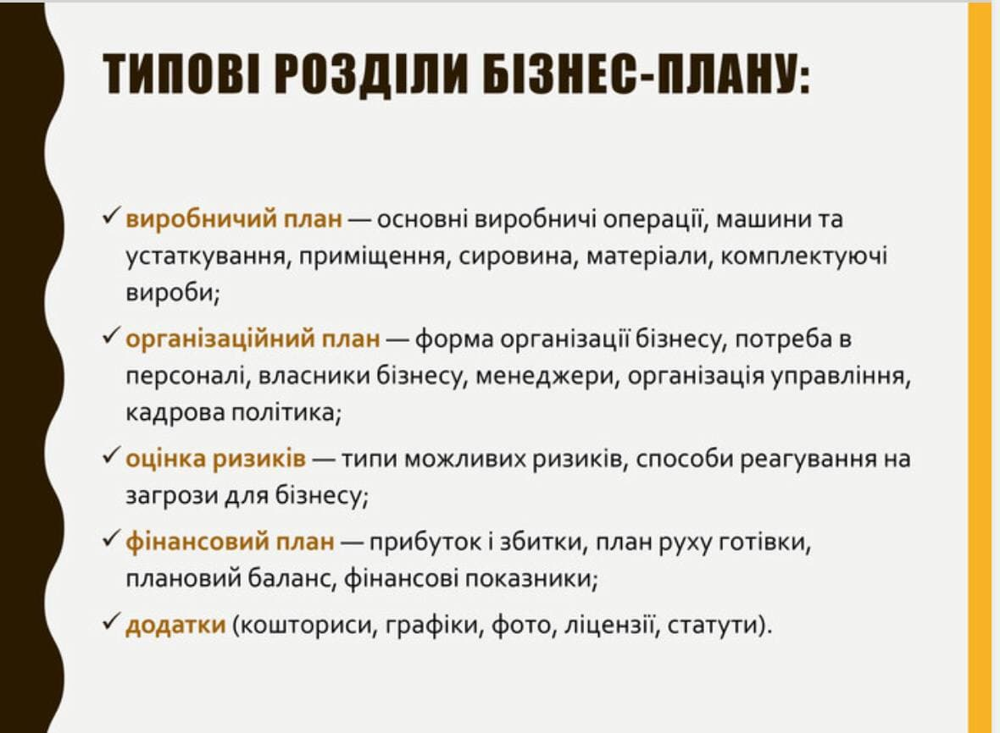 ТИПОВІ РОЗДІЛИ БІЗНЕС-ПЛАНУ:
✓ виробничий план — основні виробничі операції, машини та
устаткування, приміщення, сировина, матеріали, комплектуючі
вироби;
✓ організаційний план — форма організації бізнесу, потреба в
персоналі, власники бізнесу, менеджери, організація управління,
кадрова політика;
✓ оцінка ризиків — типи можливих ризиків, способи реагування на
загрози для бізнесу;
✓ фінансовий план — прибуток і збитки, план руху готівки,
плановий баланс, фінансові показники;
✓ додатки (кошториси, графіки, фото, ліцензії, статути).